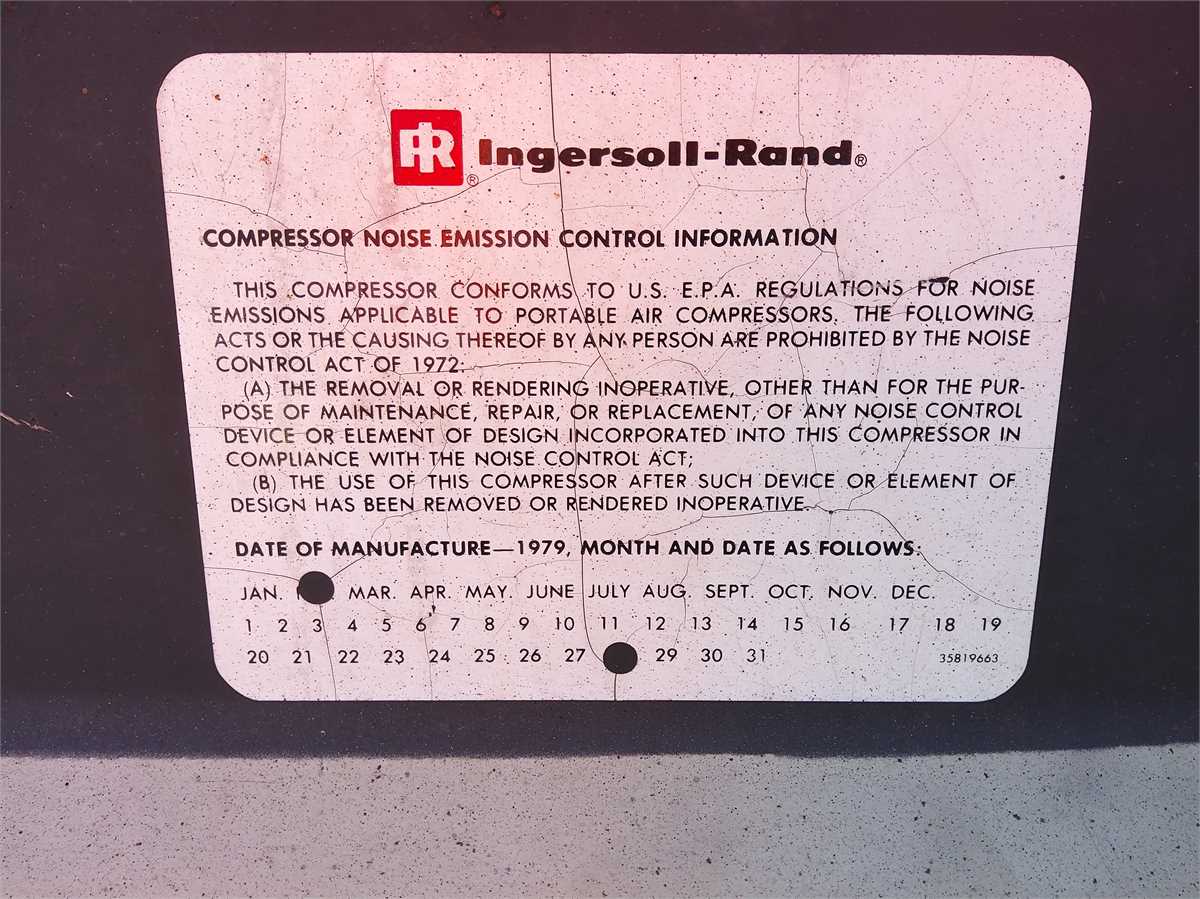 IR ® Ingersoll-Rand®
COMPRESSOR NOISE EMISSION CONTROL INFORMATION
THIS COMPRESSOR CONFORMS TO U.S. E.P.A. REGULATIONS FOR NOISE
EMISSIONS APPLICABLE TO PORTABLE AIR COMPRESSORS. THE FOLLOWING
ACTS OR THE CAUSING THEREOF BY ANY PERSON ARE PROHIBITED BY THE NOISE
CONTROL ACT OF 1972:
(A) THE REMOVAL OR RENDERING INOPERATIVE, OTHER THAN FOR THE PUR-
POSE OF MAINTENANCE, REPAIR, OR REPLACEMENT, OF ANY NOISE CONTROL
DEVICE OR ELEMENT OF DESIGN INCORPORATED INTO THIS COMPRESSOR IN
COMPLIANCE WITH THE NOISE CONTROL ACT;
(B) THE USE OF THIS COMPRESSOR AFTER SUCH DEVICE OR ELEMENT OF
DESIGN HAS BEEN REMOVED OR RENDERED INOPERATIVE.
DATE OF MANUFACTURE—1979, MONTH AND DATE AS FOLLOWS:
JAN. MAR. APR. MAY. JUNE JULY AUG. SEPT. OCT. NOV. DEC.
1 2 3 4 5 6 7 8 9 10 11 12 13 14 15 16 17 18 19
20 21 22 23 24 25 26 27 29 30 31 35819663